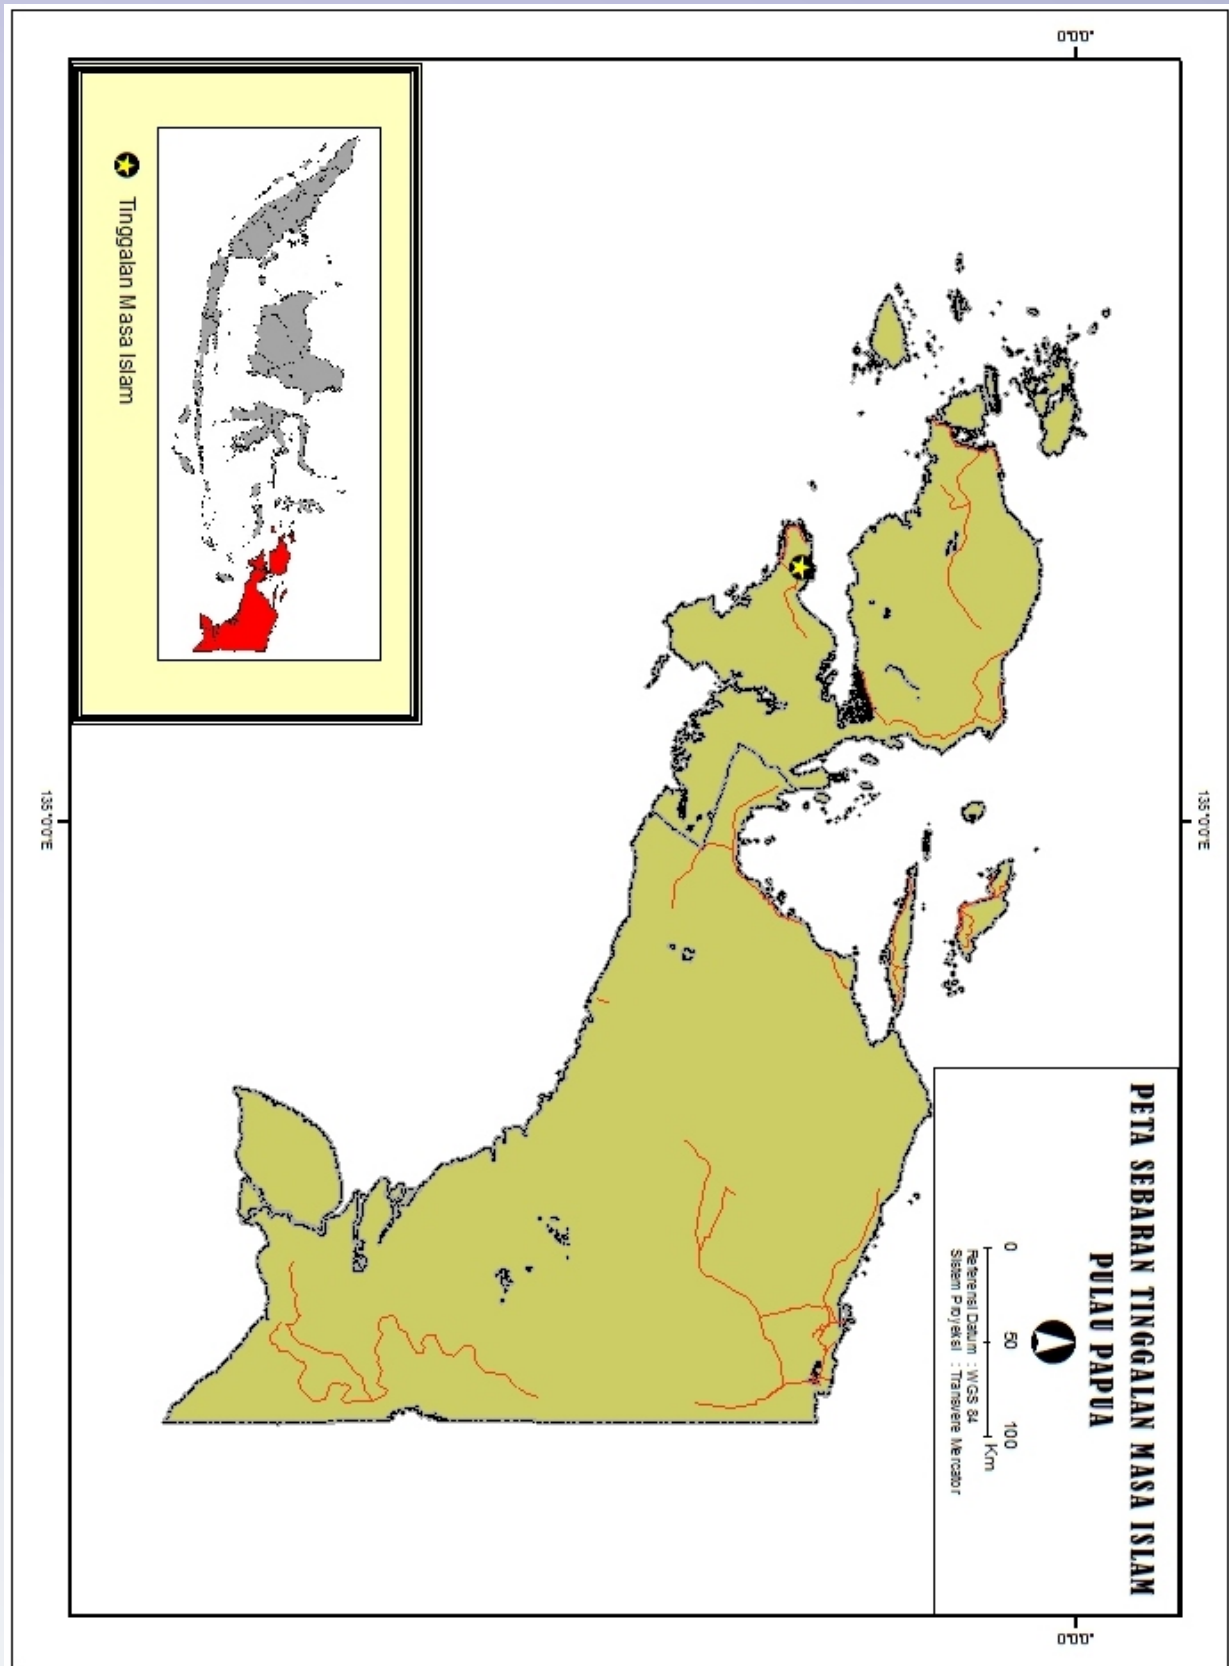 PETA SEBARAN TINGGALAN MASA ISLAM
PULAU PAPUA
0 50 100
Km
Referensi Datum : WGS 84
Sistem Proyeksi : Transvere Mercator
135°0'0"E
135°0'0"E
0°0'0"
0°0'0"
Tinggalan Masa Islam